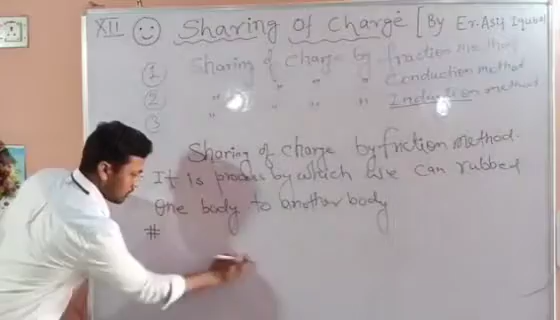 XII Sharing Of Charge [By Er. Asif Iqubal
1 Sharing of charge by friction method
2 " " " " Conduction method
3 " " " " Induction method
Sharing of charge by friction method.
It is process by which we can rubbed
One body to another body
#